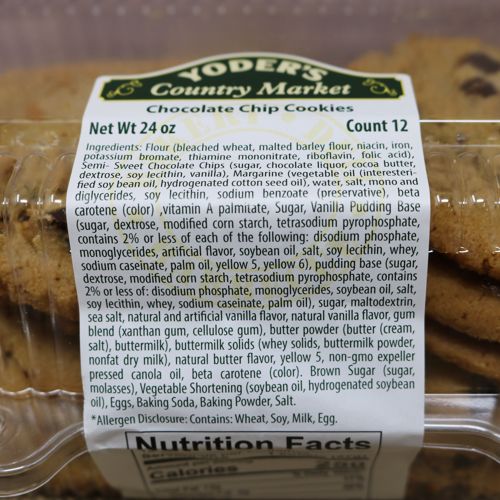 YODER'S
Country Market
Chocolate Chip Cookies
Net Wt 24 oz Count 12
Ingredients: Flour (bleached wheat, malted barley flour, niacin, iron,
potassium bromate, thiamine mononitrate, riboflavin, folic acid),
Semi- Sweet Chocolate Chips (sugar, chocolate liquor, cocoa butter,
dextrose, soy lecithin, vanilla), Margarine (vegetable oil (interesteri-
fied soy bean oil, hydrogenated cotton seed oil), water, salt, mono and
diglycerides, soy lecithin, sodium benzoate (preservative), beta
carotene (color) vitamin A palmitate, Sugar, Vanilla Pudding Base
(sugar, dextrose, modified corn starch, tetrasodium pyrophosphate,
contains 2% or less of each of the following: disodium phosphate,
monoglycerides, artificial flavor, soybean oil, salt, soy lecithin, whey,
sodium caseinate, palm oil, yellow 5, yellow 6), pudding base (sugar,
dextrose, modified corn starch, tetrasodium pyrophosphate, contains
2% or less of: disodium phosphate, monoglycerides, soybean oil, salt,
soy lecithin, whey, sodium caseinate, palm oil), sugar, maltodextrin,
sea salt, natural and artificial vanilla flavor, natural vanilla flavor, gum
blend (xanthan gum, cellulose gum), butter powder (butter (cream,
salt), buttermilk), buttermilk solids (whey solids, buttermilk powder,
nonfat dry milk), natural butter flavor, yellow 5, non-gmo expeller
pressed canola oil, beta carotene (color). Brown Sugar (sugar,
molasses), Vegetable Shortening (soybean oil, hydrogenated soybean
oil), Eggs, Baking Soda, Baking Powder, Salt.
*Allergen Disclosure: Contains: Wheat, Soy, Milk, Egg.
Nutrition Facts
Calories